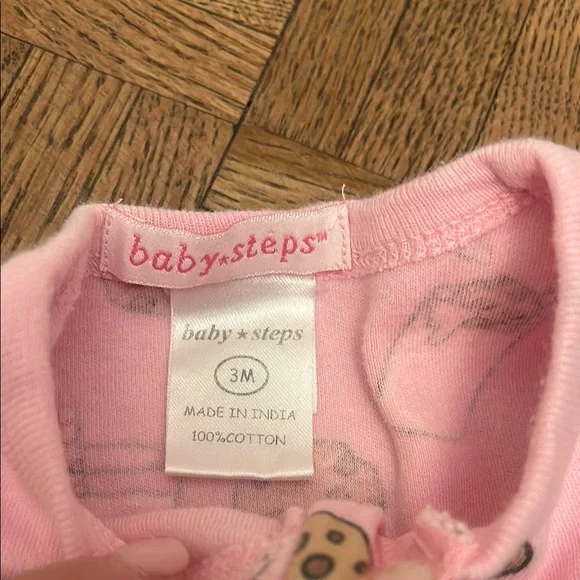 baby★steps™
baby★steps
3M
MADE IN INDIA
100%COTTON